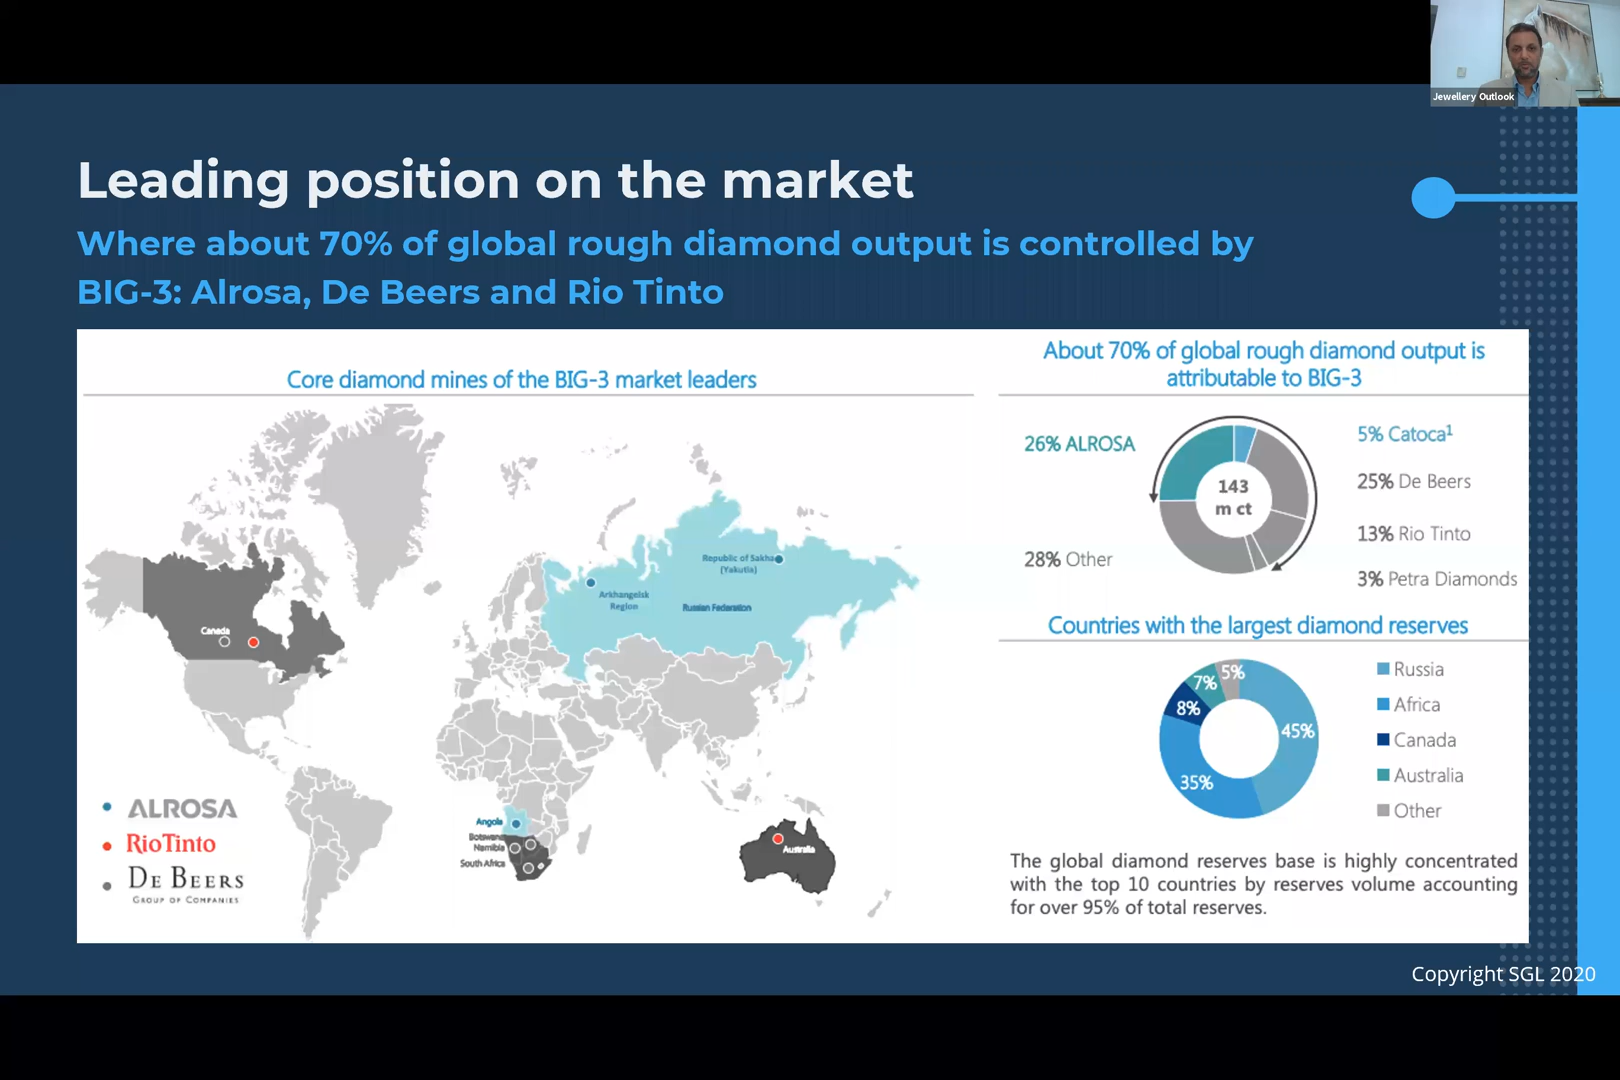 Jewellery Outlook
Leading position on the market
Where about 70% of global rough diamond output is controlled by
BIG-3: Alrosa, De Beers and Rio Tinto
Core diamond mines of the BIG-3 market leaders
Republic of Sakha
(Yakutia)
Arkhangelsk
Region
Russian Federation
Canada
Angola
Botswana
Namibia
South Africa
Australia
ALROSA
RioTinto
DE BEERS
GROUP OF COMPANIES
About 70% of global rough diamond output is
attributable to BIG-3
26% ALROSA
28% Other
143
m ct
5% Catoca¹
25% De Beers
13% Rio Tinto
3% Petra Diamonds
Countries with the largest diamond reserves
5%
7%
8%
35%
45%
Russia
Africa
Canada
Australia
Other
The global diamond reserves base is highly concentrated
with the top 10 countries by reserves volume accounting
for over 95% of total reserves.
Copyright SGL 2020